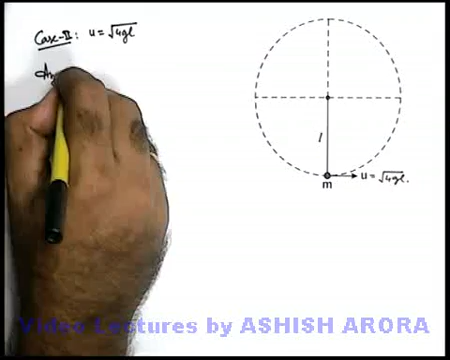 Case-II: u = √4gl
l
m
u = √4gl.
Video Lectures by ASHISH ARORA